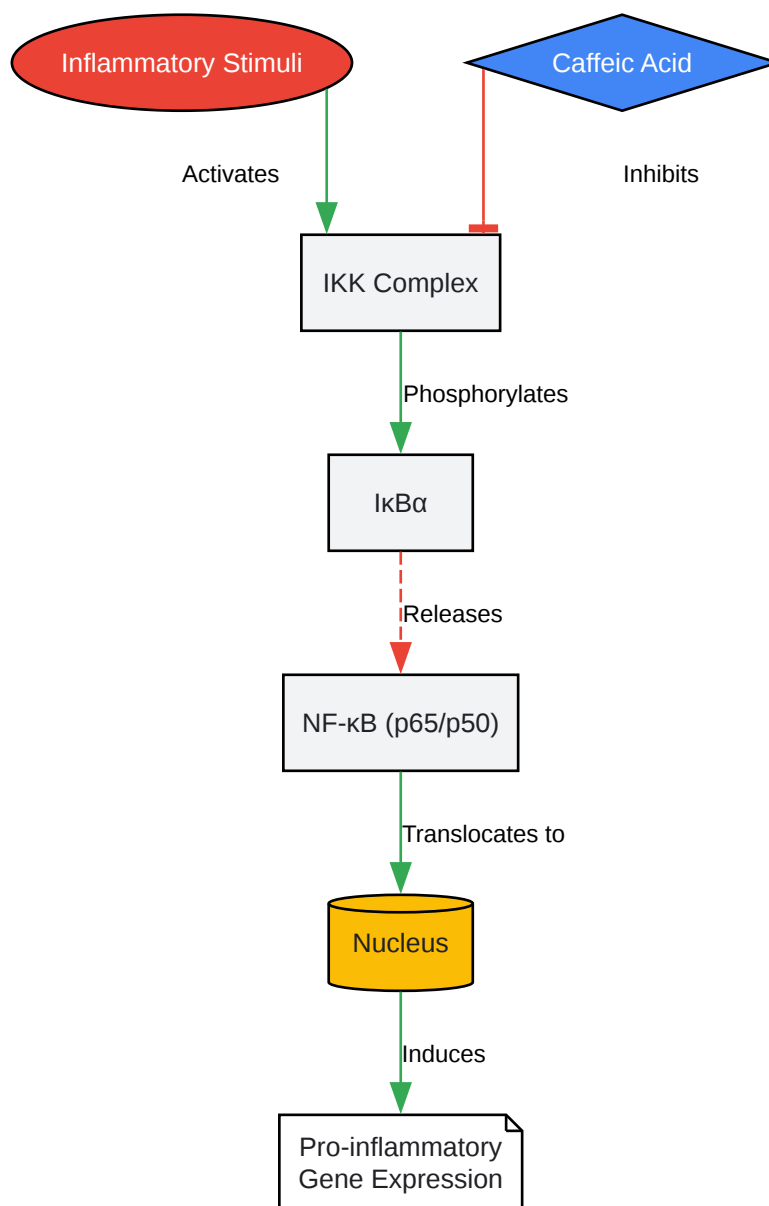 Inflammatory Stimuli
Caffeic Acid
Activates
Inhibits
IKK Complex
Phosphorylates
IκBα
Releases
NF-κB (p65/p50)
Translocates to
Nucleus
Induces
Pro-inflammatory
Gene Expression